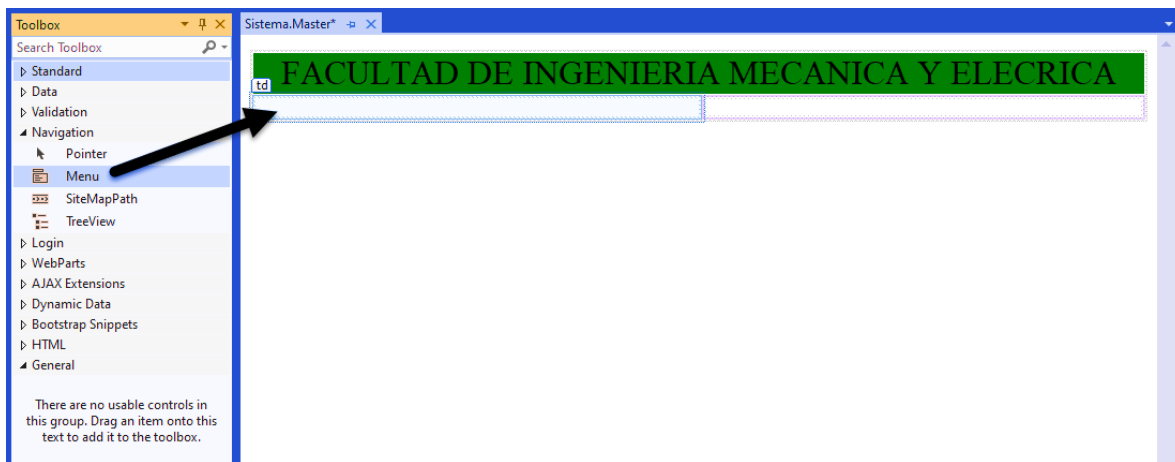 Toolbox
Search Toolbox
Standard
Data
Validation
Navigation
Pointer
Menu
SiteMapPath
TreeView
Login
WebParts
AJAX Extensions
Dynamic Data
Bootstrap Snippets
HTML
General
There are no usable controls in
this group. Drag an item onto this
text to add it to the toolbox.
Sistema.Master*
FACULTAD DE INGENIERIA MECANICA Y ELECRICA
td